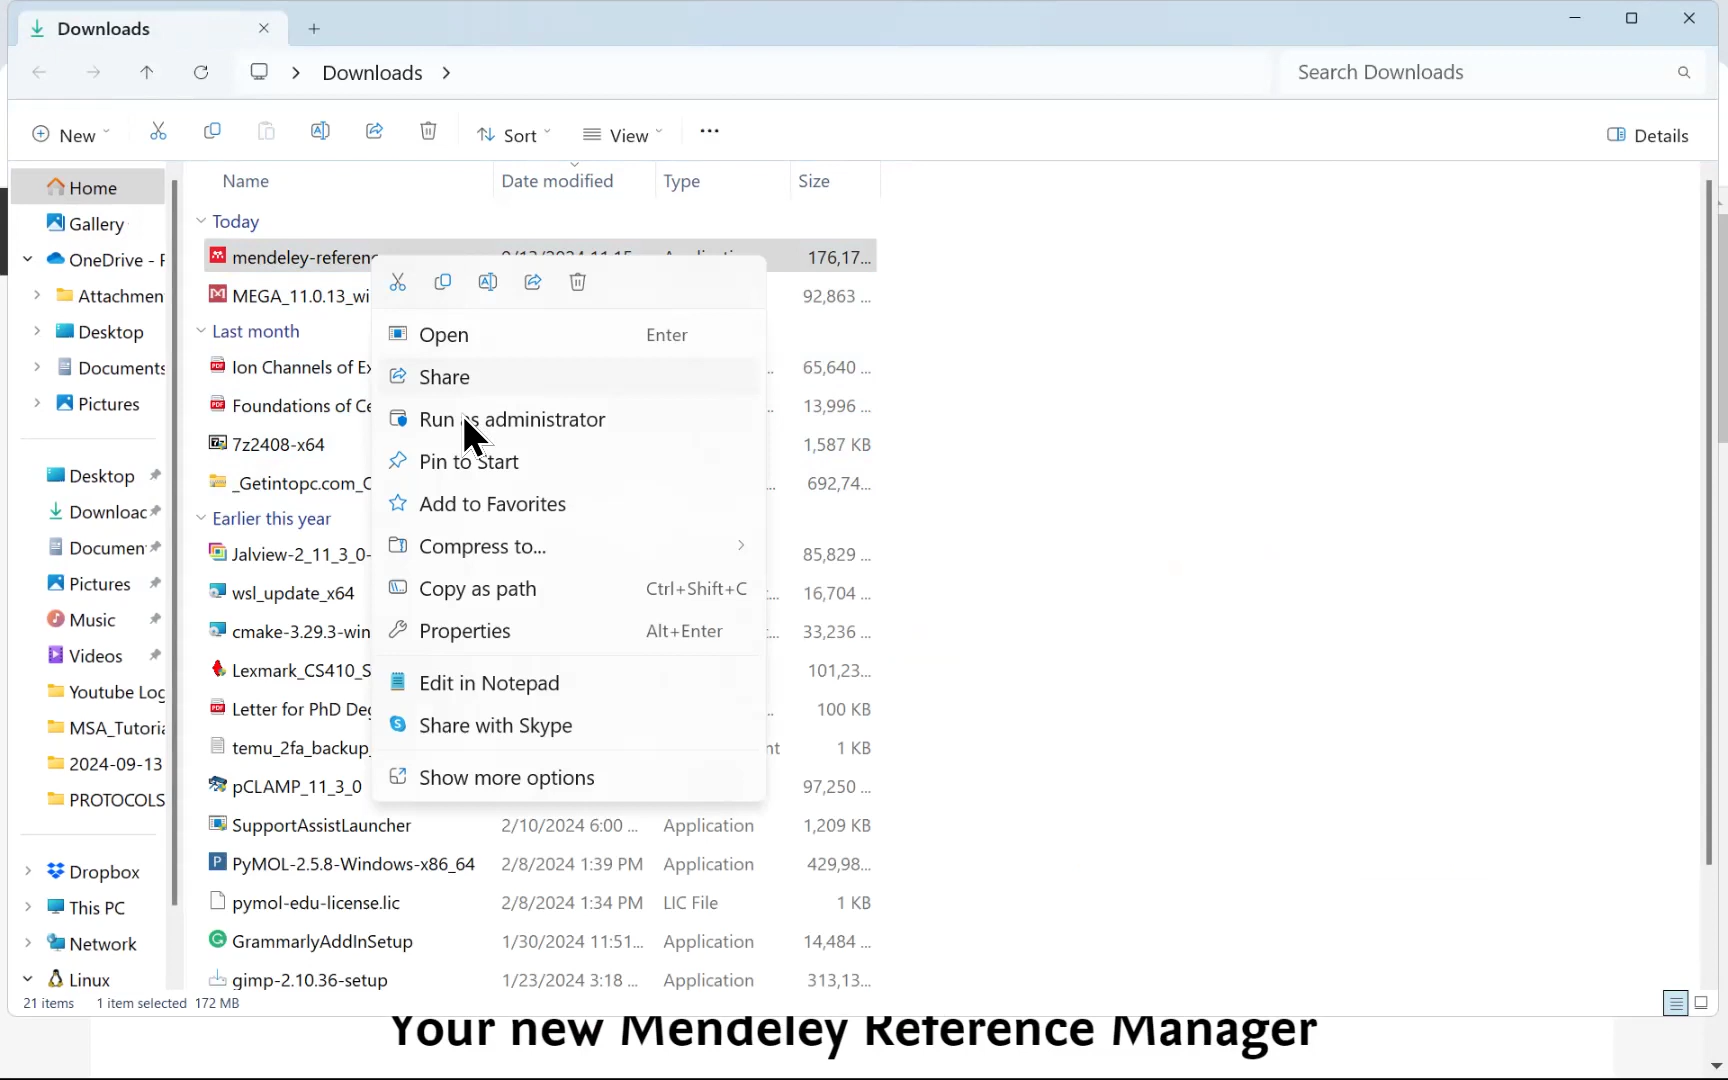 Downloads
Downloads
Search Downloads
New
Sort
View
Details
Home
Gallery
OneDrive - F
Attachmen
Desktop
Documents
Pictures
Desktop
Downloac
Documen
Pictures
Music
Videos
Youtube Log
MSA_Tutoria
2024-09-13
PROTOCOLS
Dropbox
This PC
Network
Linux
Name Date modified Type Size
Today
mendeley-referenc 176,17...
MEGA_11.0.13_wi 92,863 ...
Last month
Ion Channels of Ex 65,640 ...
Foundations of Ce 13,996 ...
7z2408-x64 1,587 KB
_Getintopc.com_C 692,74...
Earlier this year
Jalview-2_11_3_0- 85,829 ...
wsl_update_x64 16,704 ...
cmake-3.29.3-win 33,236 ...
Lexmark_CS410_S 101,23...
Letter for PhD Deg 100 KB
temu_2fa_backup_ nt 1 KB
pCLAMP_11_3_0 97,250 ...
SupportAssistLauncher 2/10/2024 6:00 ... Application 1,209 KB
PyMOL-2.5.8-Windows-x86_64 2/8/2024 1:39 PM Application 429,98...
pymol-edu-license.lic 2/8/2024 1:34 PM LIC File 1 KB
GrammarlyAddInSetup 1/30/2024 11:51... Application 14,484 ...
gimp-2.10.36-setup 1/23/2024 3:18 ... Application 313,13...
Open Enter
Share
Run as administrator
Pin to Start
Add to Favorites
Compress to...
Copy as path Ctrl+Shift+C
Properties Alt+Enter
Edit in Notepad
Share with Skype
Show more options
21 items 1 item selected 172 MB
Your new Mendeley Reference Manager